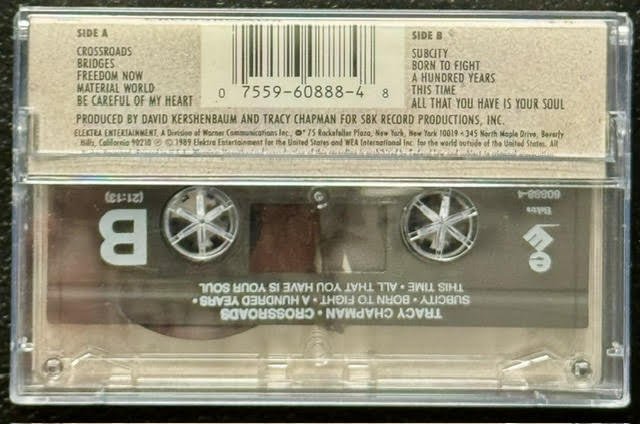 SIDE A
CROSSROADS
BRIDGES
FREEDOM NOW
MATERIAL WORLD
BE CAREFUL OF MY HEART
0 7559-60888-4 8
SIDE B
SUBCITY
BORN TO FIGHT
A HUNDRED YEARS
THIS TIME
ALL THAT YOU HAVE IS YOUR SOUL
PRODUCED BY DAVID KERSHENBAUM AND TRACY CHAPMAN FOR SBK RECORD PRODUCTIONS, INC.
ELEKTRA ENTERTAINMENT, A Division of Warner Communications Inc., 75 Rockefeller Plaza, New York, New York 10019 • 345 North Maple Drive, Beverly
Hills, California 90210 ℗ © 1989 Elektra Entertainment for the United States and WEA International Inc. for the world outside of the United States. All
TRACY CHAPMAN • CROSSROADS
SUBCITY • BORN TO FIGHT • A HUNDRED YEARS •
THIS TIME • ALL THAT YOU HAVE IS YOUR SOUL
e
Elektra
60888-4
B
(21:13)